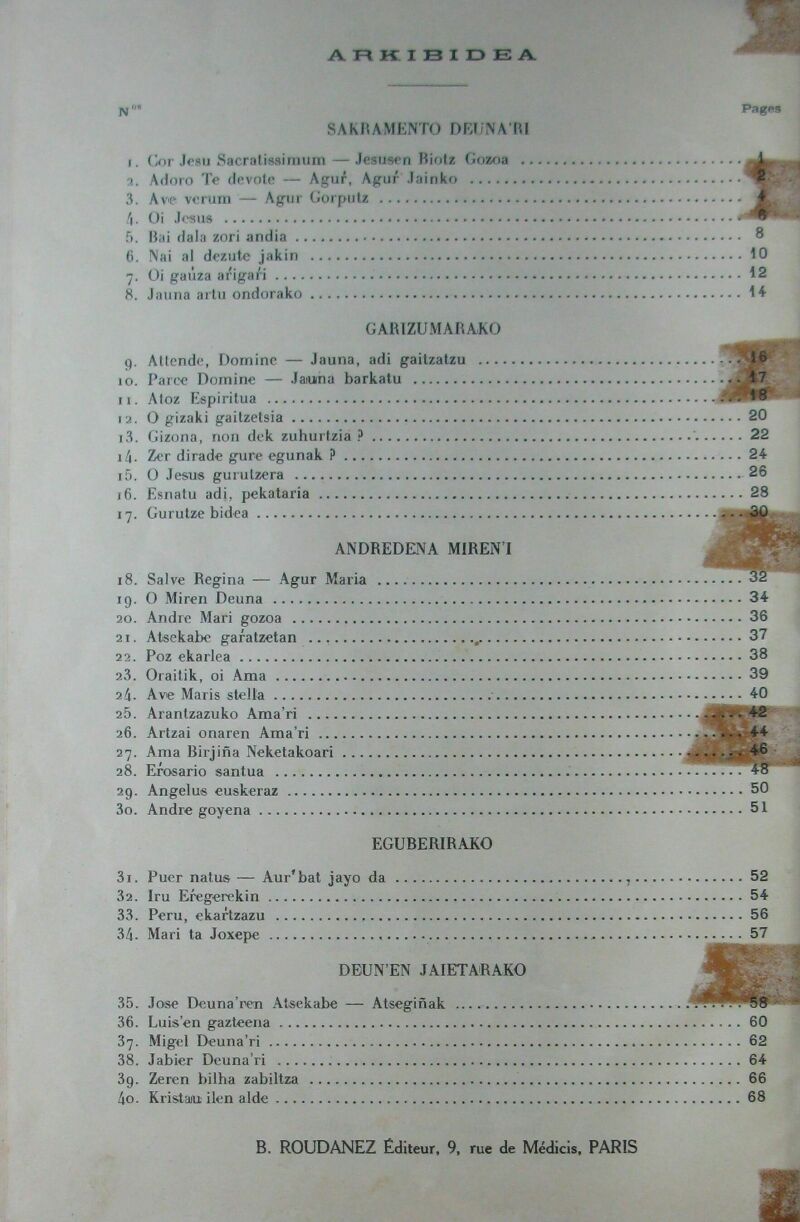 ARKIBIDEA
Nos Pages
SAKRAMENTO DEUNA'RI
1. Cor Jesu Sacratissimum — Jesusen Biotz Gozoa 1
2. Adoro Te devote — Aguŕ, Aguŕ Jainko 2
3. Ave verum — Agur Gorputz 4
4. Oi Jesus 6
5. Bai dala zori andia 8
6. Nai al dezute jakin 10
7. Oi gauza aŕigaŕi 12
8. Jauna artu ondorako 14
GARIZUMARAKO
9. Attende, Domine — Jauna, adi gaitzatzu 16
10. Parce Domine — Jauna barkatu 17
11. Atoz Espiritua 18
12. O gizaki gaitzetsia 20
13. Gizona, non dek zuhurtzia ? 22
14. Zer dirade gure egunak ? 24
15. O Jesus gurutzera 26
16. Esnatu adi, pekataria 28
17. Gurutze bidea 30
ANDREDENA MIREN'I
18. Salve Regina — Agur Maria 32
19. O Miren Deuna 34
20. Andre Mari gozoa 36
21. Atsekabe gaŕatzetan 37
22. Poz ekarlea 38
23. Oraitik, oi Ama 39
24. Ave Maris stella 40
25. Arantzazuko Ama'ri 42
26. Artzai onaren Ama'ri 44
27. Ama Birjiña Neketakoari 46
28. Eŕosario santua 48
29. Angelus euskeraz 50
30. Andre goyena 51
EGUBERIRAKO
31. Puer natus — Aur'bat jayo da 52
32. Iru Eŕegerekin 54
33. Peru, ekaŕtzazu 56
34. Mari ta Joxepe 57
DEUN'EN JAIETARAKO
35. Jose Deuna'ren Atsekabe — Atsegiñak 58
36. Luis'en gazteena 60
37. Migel Deuna'ri 62
38. Jabier Deuna'ri 64
39. Zeren bilha zabiltza 66
40. Kristau ilen alde 68
B. ROUDANEZ Éditeur, 9, rue de Médicis, PARIS